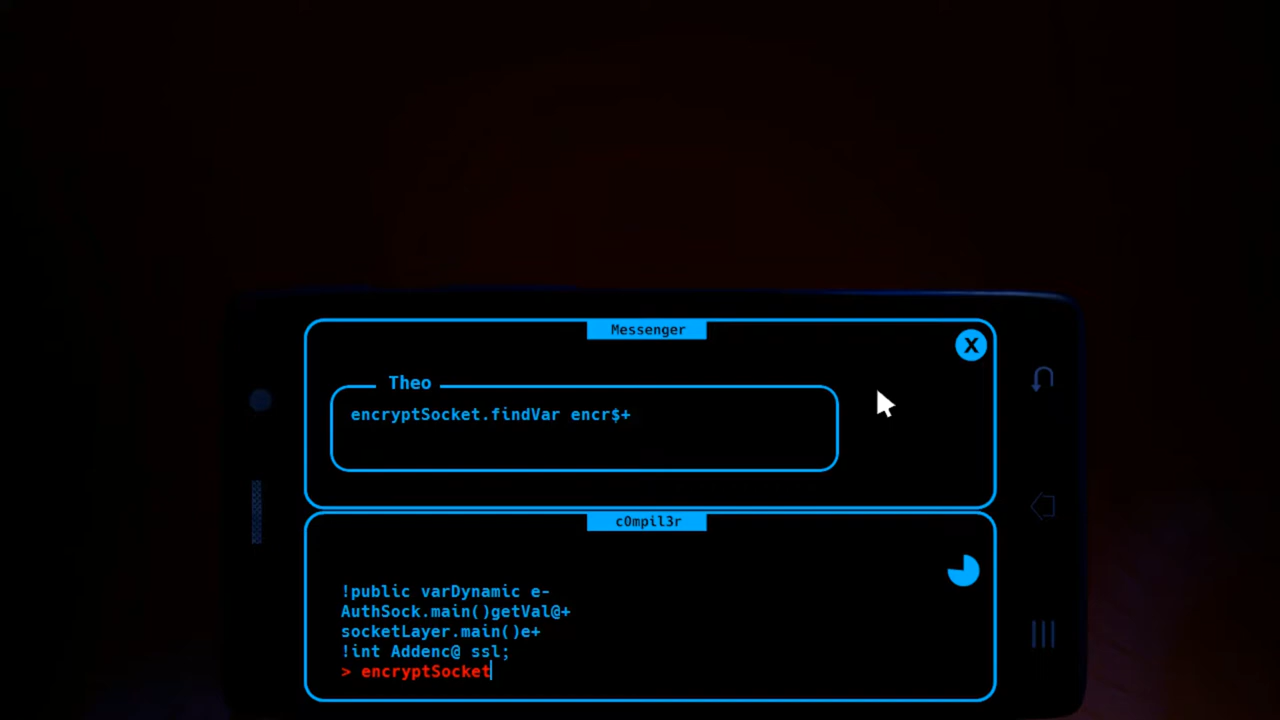 Messenger
X
Theo
encryptSocket.findVar encr$+
c0mpil3r
!public varDynamic e-
AuthSock.main()getVal@+
socketLayer.main()e+
!int Addenc@ ssl;
> encryptSocket